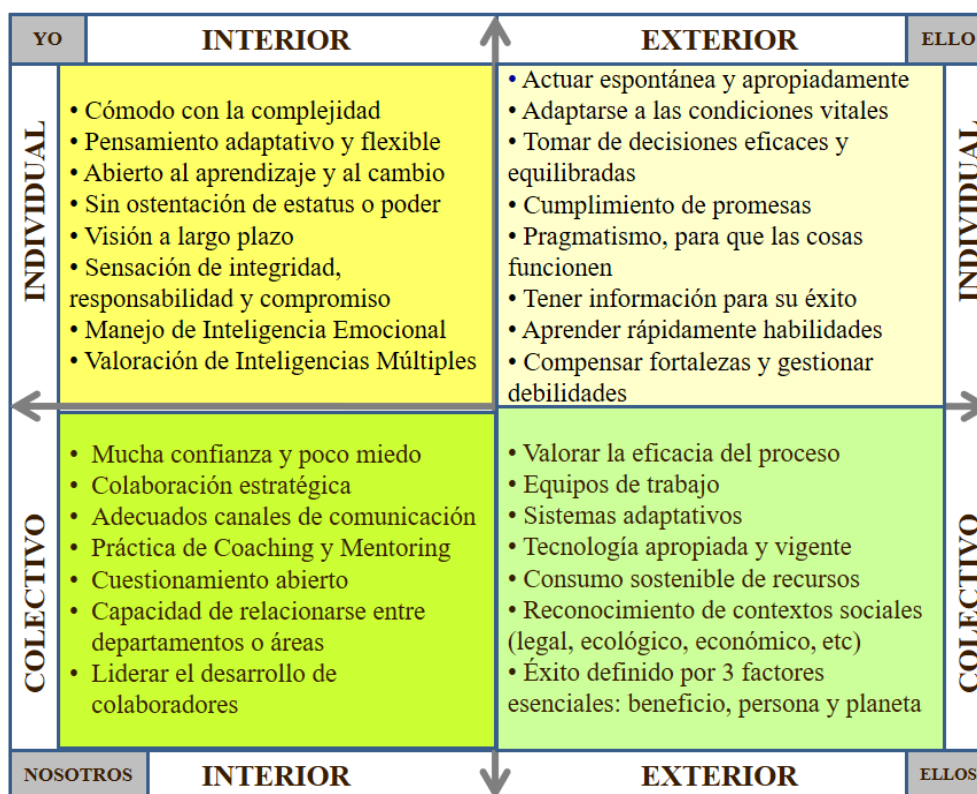 YO
INTERIOR
EXTERIOR
ELLO
INDIVIDUAL
• Cómodo con la complejidad
• Pensamiento adaptativo y flexible
• Abierto al aprendizaje y al cambio
• Sin ostentación de estatus o poder
• Visión a largo plazo
• Sensación de integridad,
responsabilidad y compromiso
• Manejo de Inteligencia Emocional
• Valoración de Inteligencias Múltiples
• Actuar espontánea y apropiadamente
• Adaptarse a las condiciones vitales
• Tomar de decisiones eficaces y
equilibradas
• Cumplimiento de promesas
• Pragmatismo, para que las cosas
funcionen
• Tener información para su éxito
• Aprender rápidamente habilidades
• Compensar fortalezas y gestionar
debilidades
INDIVIDUAL
COLECTIVO
• Mucha confianza y poco miedo
• Colaboración estratégica
• Adecuados canales de comunicación
• Práctica de Coaching y Mentoring
• Cuestionamiento abierto
• Capacidad de relacionarse entre
departamentos o áreas
• Liderar el desarrollo de
colaboradores
• Valorar la eficacia del proceso
• Equipos de trabajo
• Sistemas adaptativos
• Tecnología apropiada y vigente
• Consumo sostenible de recursos
• Reconocimiento de contextos sociales
(legal, ecológico, económico, etc)
• Éxito definido por 3 factores
esenciales: beneficio, persona y planeta
COLECTIVO
NOSOTROS
INTERIOR
EXTERIOR
ELLOS